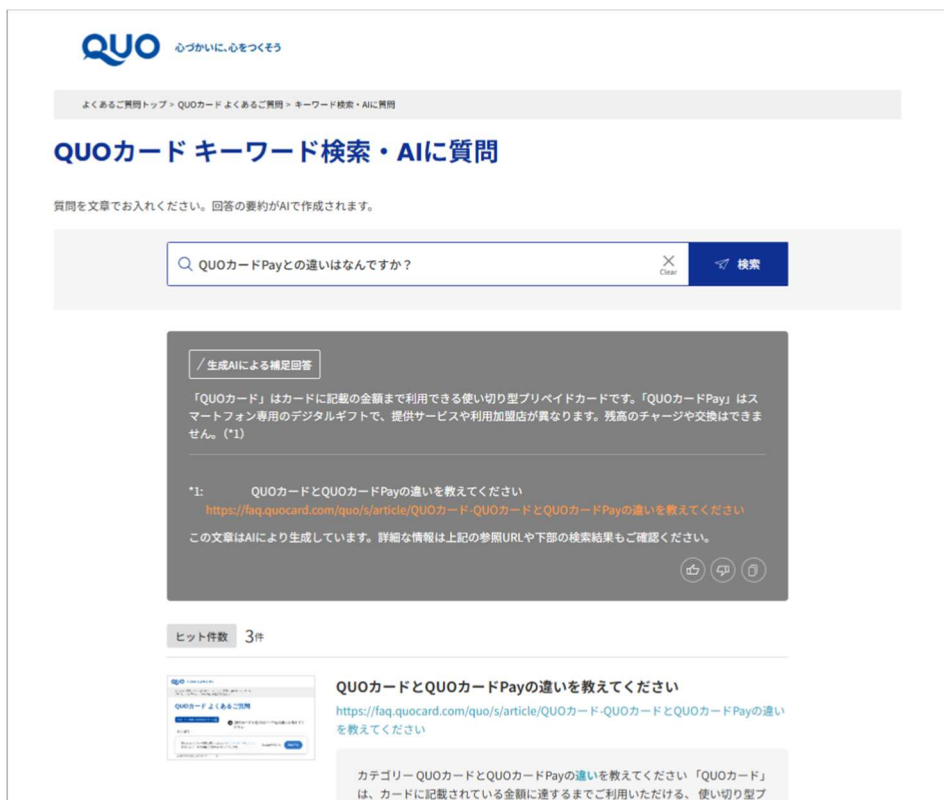 QUO 心づかいに、心をつくそう
よくあるご質問トップ > QUOカード よくあるご質問 > キーワード検索・AIに質問
QUOカード キーワード検索・AIに質問
質問を文章でお入れください。回答の要約がAIで作成されます。
QUOカードPayとの違いはなんですか？
Clear
検索
生成AIによる補足回答
「QUOカード」はカードに記載の金額まで利用できる使い切り型プリペイドカードです。「QUOカードPay」はス
マートフォン専用のデジタルギフトで、提供サービスや利用加盟店が異なります。残高のチャージや交換はできま
せん。(*1)
*1: QUOカードとQUOカードPayの違いを教えてください
https://faq.quocard.com/quo/s/article/QUOカード-QUOカードとQUOカードPayの違いを教えてください
この文章はAIにより生成しています。詳細な情報は上記の参照URLや下部の検索結果もご確認ください。
ヒット件数 3件
QUO
QUOカード よくあるご質問
QUOカードとQUOカードPayの違いを教えてください
https://faq.quocard.com/quo/s/article/QUOカード-QUOカードとQUOカードPayの違い
を教えてください
カテゴリー QUOカードとQUOカードPayの違いを教えてください 「QUOカード」
は、カードに記載されている金額に達するまでご利用いただける、 使い切り型プ